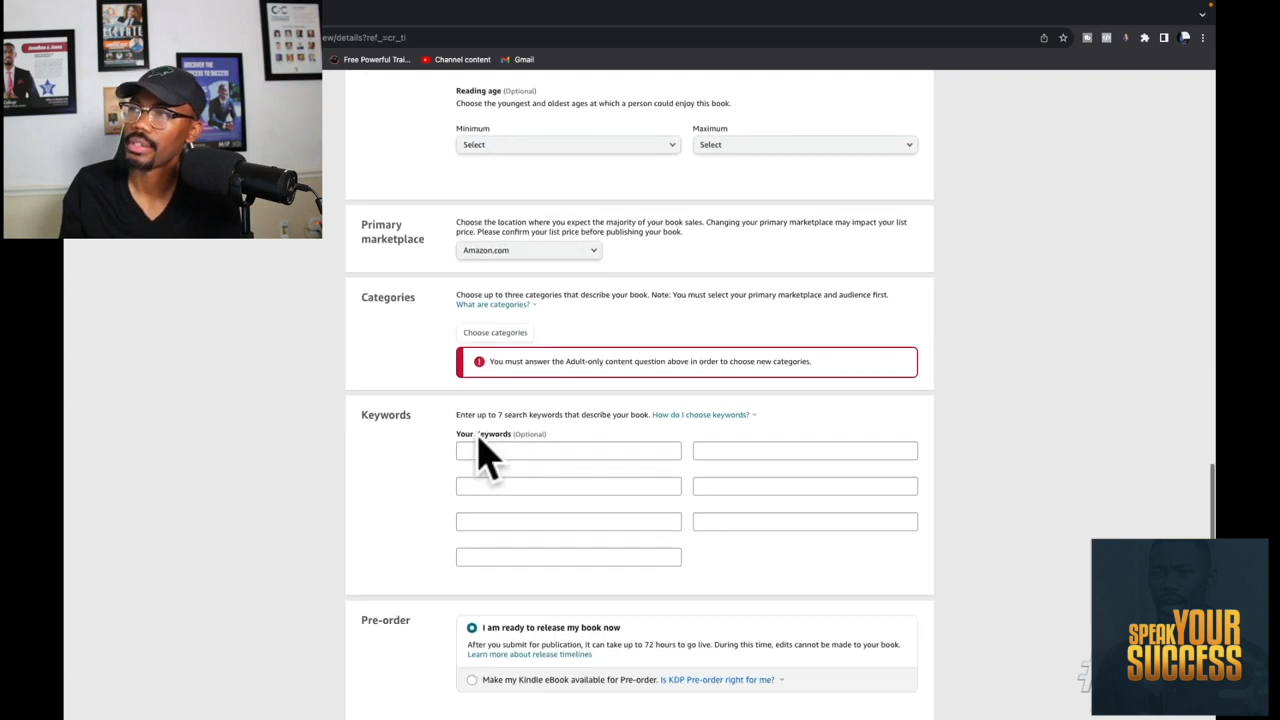 ew/details?ref_=cr_ti
Free Powerful Trai...
Channel content
Gmail
Reading age (Optional)
Choose the youngest and oldest ages at which a person could enjoy this book.
Minimum
Maximum
Select
Select
Primary
marketplace
Choose the location where you expect the majority of your book sales. Changing your primary marketplace may impact your list
price. Please confirm your list price before publishing your book.
Amazon.com
Categories
Choose up to three categories that describe your book. Note: You must select your primary marketplace and audience first.
What are categories?
Choose categories
You must answer the Adult-only content question above in order to choose new categories.
Keywords
Enter up to 7 search keywords that describe your book. How do I choose keywords?
Your Keywords (Optional)
Pre-order
I am ready to release my book now
After you submit for publication, it can take up to 72 hours to go live. During this time, edits cannot be made to your book.
Learn more about release timelines
Make my Kindle eBook available for Pre-order. Is KDP Pre-order right for me?
SPEAK YOUR
SUCCESS
#